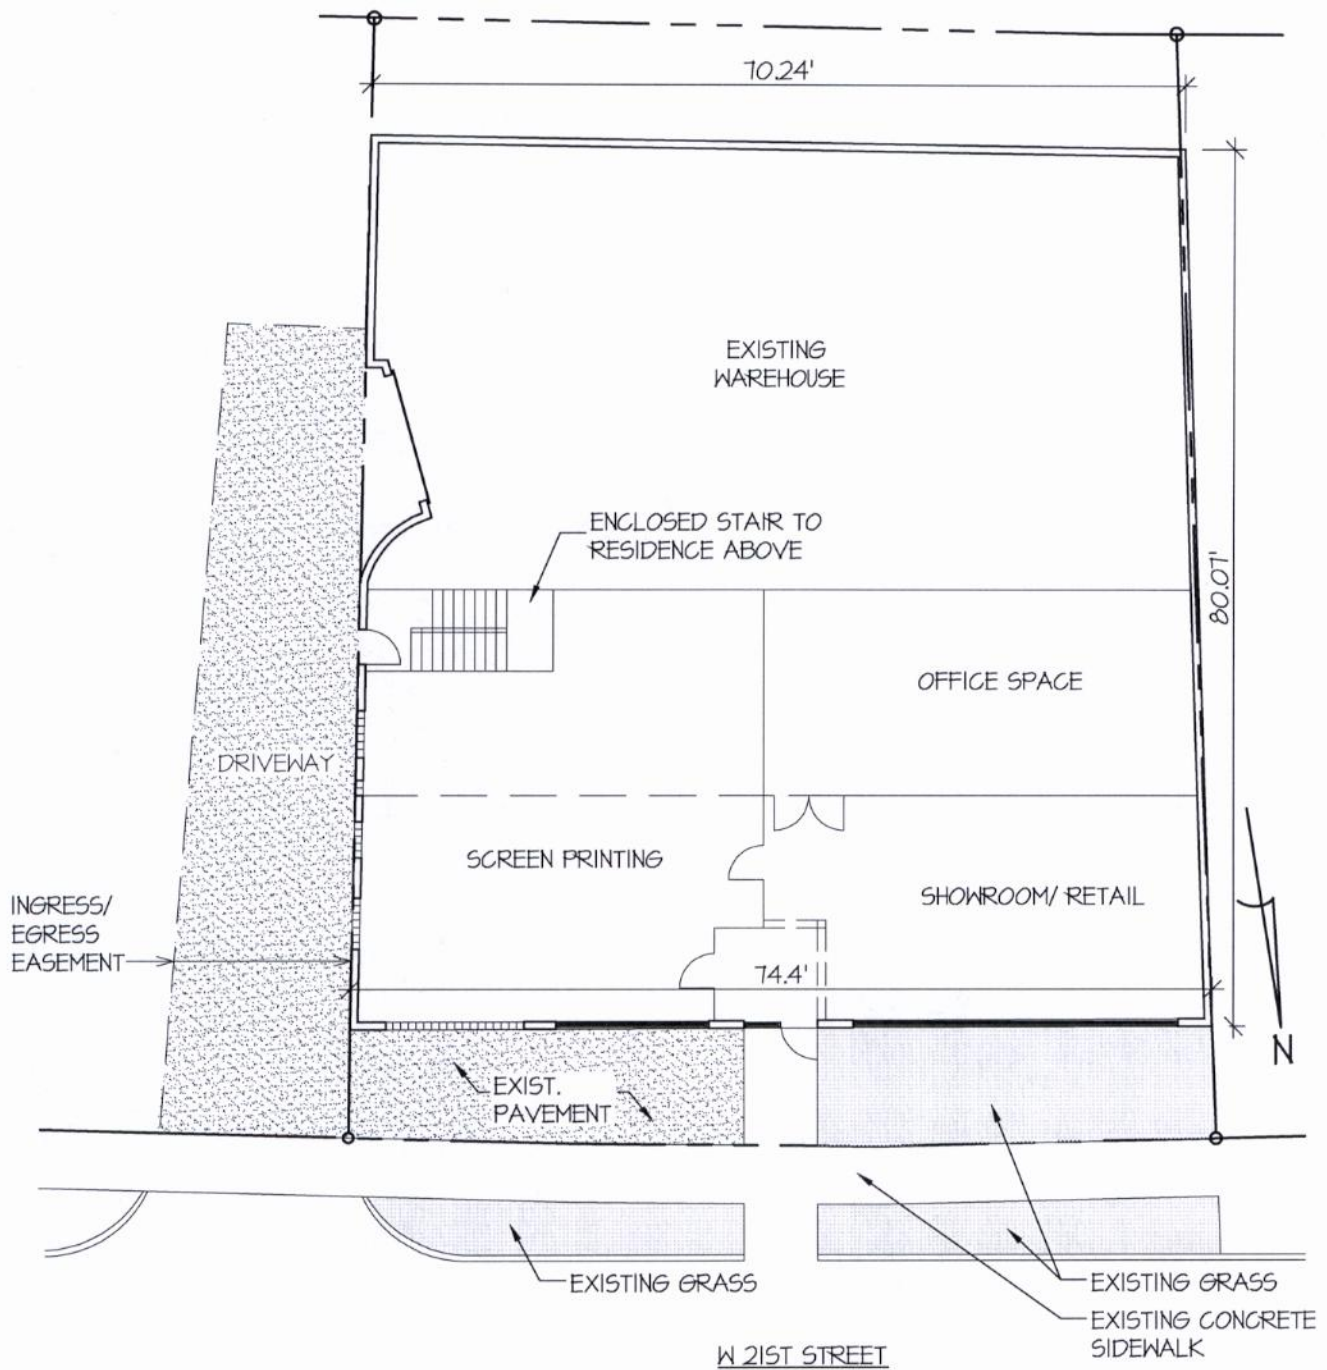 70.24'
EXISTING
WAREHOUSE
ENCLOSED STAIR TO
RESIDENCE ABOVE
80.07'
OFFICE SPACE
DRIVEWAY
SCREEN PRINTING
SHOWROOM/ RETAIL
INGRESS/
EGRESS
EASEMENT
74.4'
N
EXIST.
PAVEMENT
EXISTING GRASS
EXISTING GRASS
EXISTING CONCRETE
SIDEWALK
W 21ST STREET